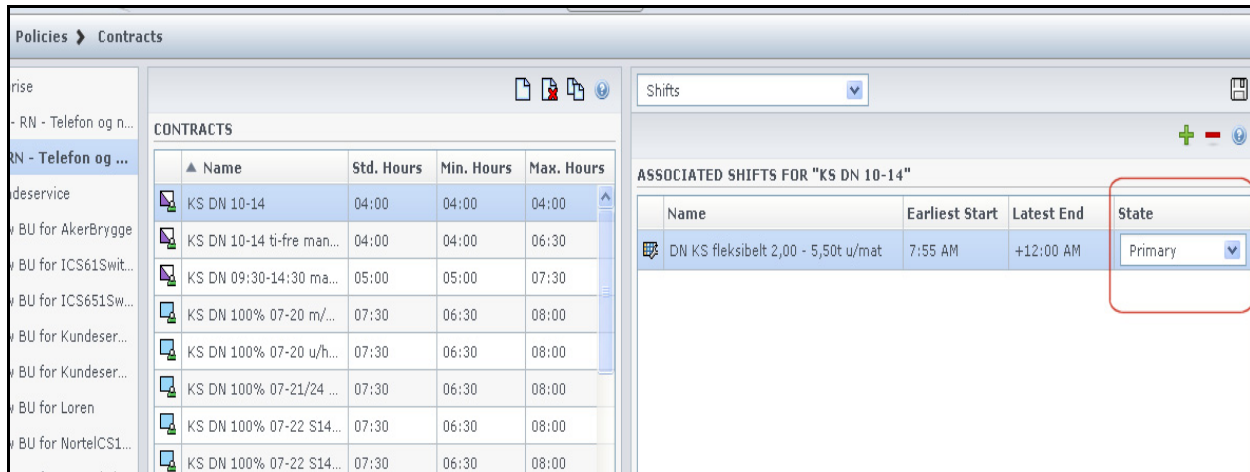 Policies ❯ Contracts
rise
- RN - Telefon og n...
RN - Telefon og ...
deservice
BU for AkerBrygge
BU for ICS61Swit...
BU for ICS651Sw...
BU for Kundeser...
BU for Kundeser...
BU for Loren
BU for NortelCS1...
CONTRACTS
▲ Name Std. Hours Min. Hours Max. Hours
KS DN 10-14 04:00 04:00 04:00
KS DN 10-14 ti-fre man... 04:00 04:00 06:30
KS DN 09:30-14:30 ma... 05:00 05:00 07:30
KS DN 100% 07-20 m/... 07:30 06:30 08:00
KS DN 100% 07-20 u/h... 07:30 06:30 08:00
KS DN 100% 07-21/24 ... 07:30 06:30 08:00
KS DN 100% 07-22 S14... 07:30 06:30 08:00
KS DN 100% 07-22 S14... 07:30 06:30 08:00
Shifts
ASSOCIATED SHIFTS FOR "KS DN 10-14"
Name Earliest Start Latest End State
DN KS fleksibelt 2,00 - 5,50t u/mat 7:55 AM +12:00 AM Primary